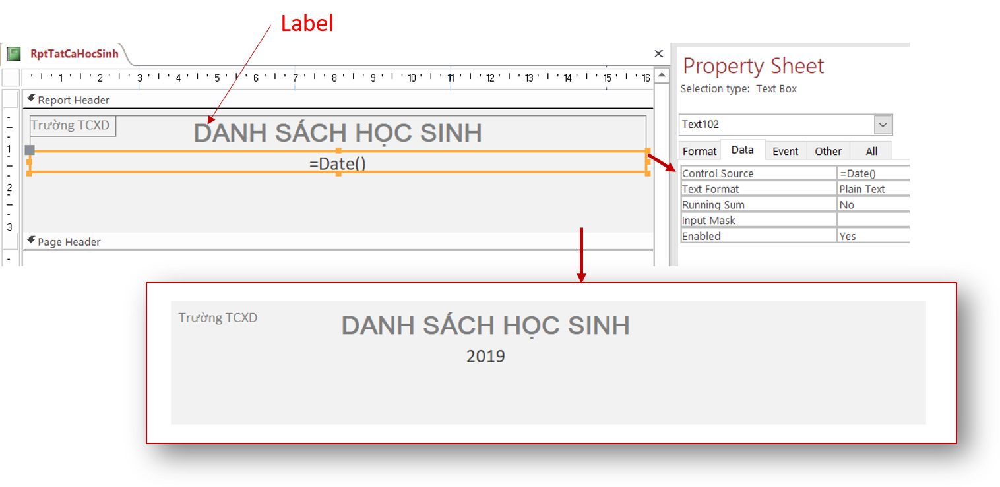 Label
RptTatCaHocSinh
1 2 3 4 5 6 7 8 9 10 11 12 13 14 15 16
Report Header
Trường TCXD
DANH SÁCH HỌC SINH
=Date()
1
2
3
Page Header
Property Sheet
Selection type: Text Box
Text102
Format Data Event Other All
Control Source =Date()
Text Format Plain Text
Running Sum No
Input Mask
Enabled Yes
Trường TCXD
DANH SÁCH HỌC SINH
2019